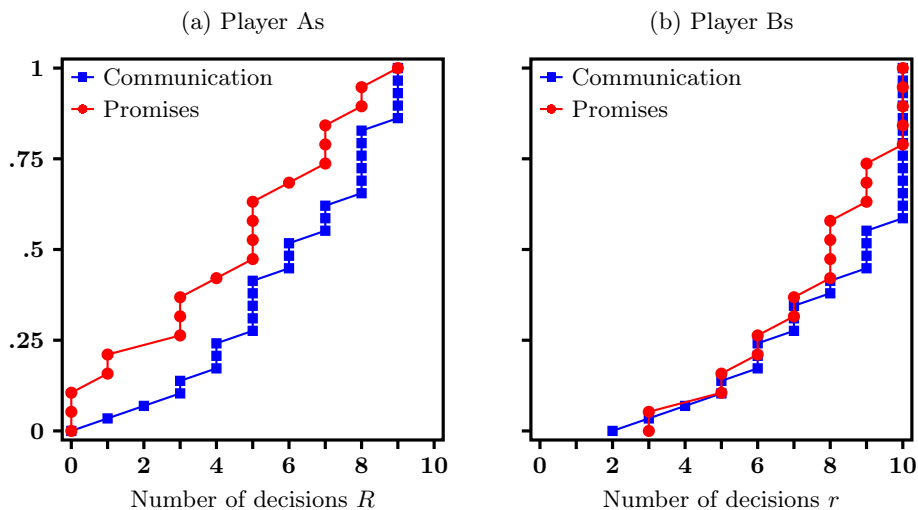 (a) Player As
(b) Player Bs
Communication
Promises
Communication
Promises
1
.75
.5
.25
0
0 2 4 6 8 10
0 2 4 6 8 10
Number of decisions R
Number of decisions r